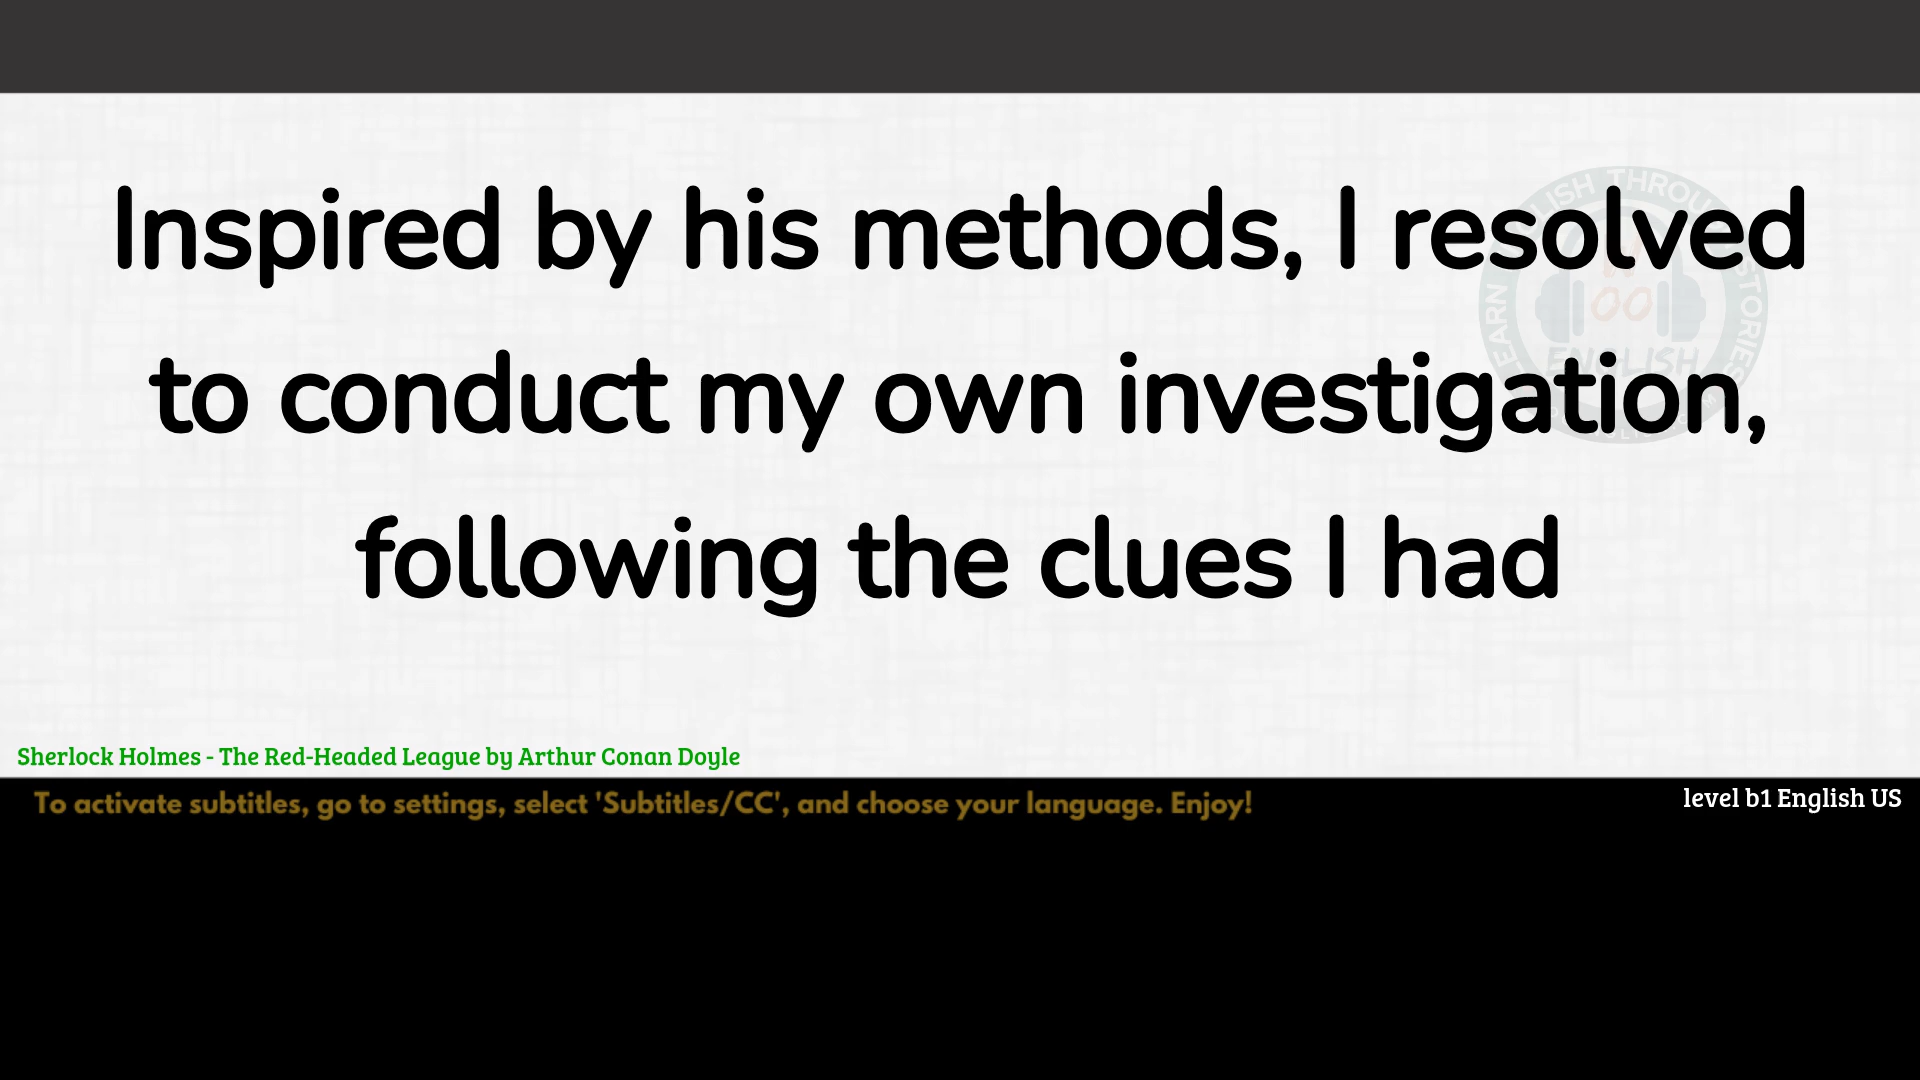 Inspired by his methods, I resolved
to conduct my own investigation,
following the clues I had
Sherlock Holmes - The Red-Headed League by Arthur Conan Doyle
To activate subtitles, go to settings, select 'Subtitles/CC', and choose your language. Enjoy!
level b1 English US
ENGLISH